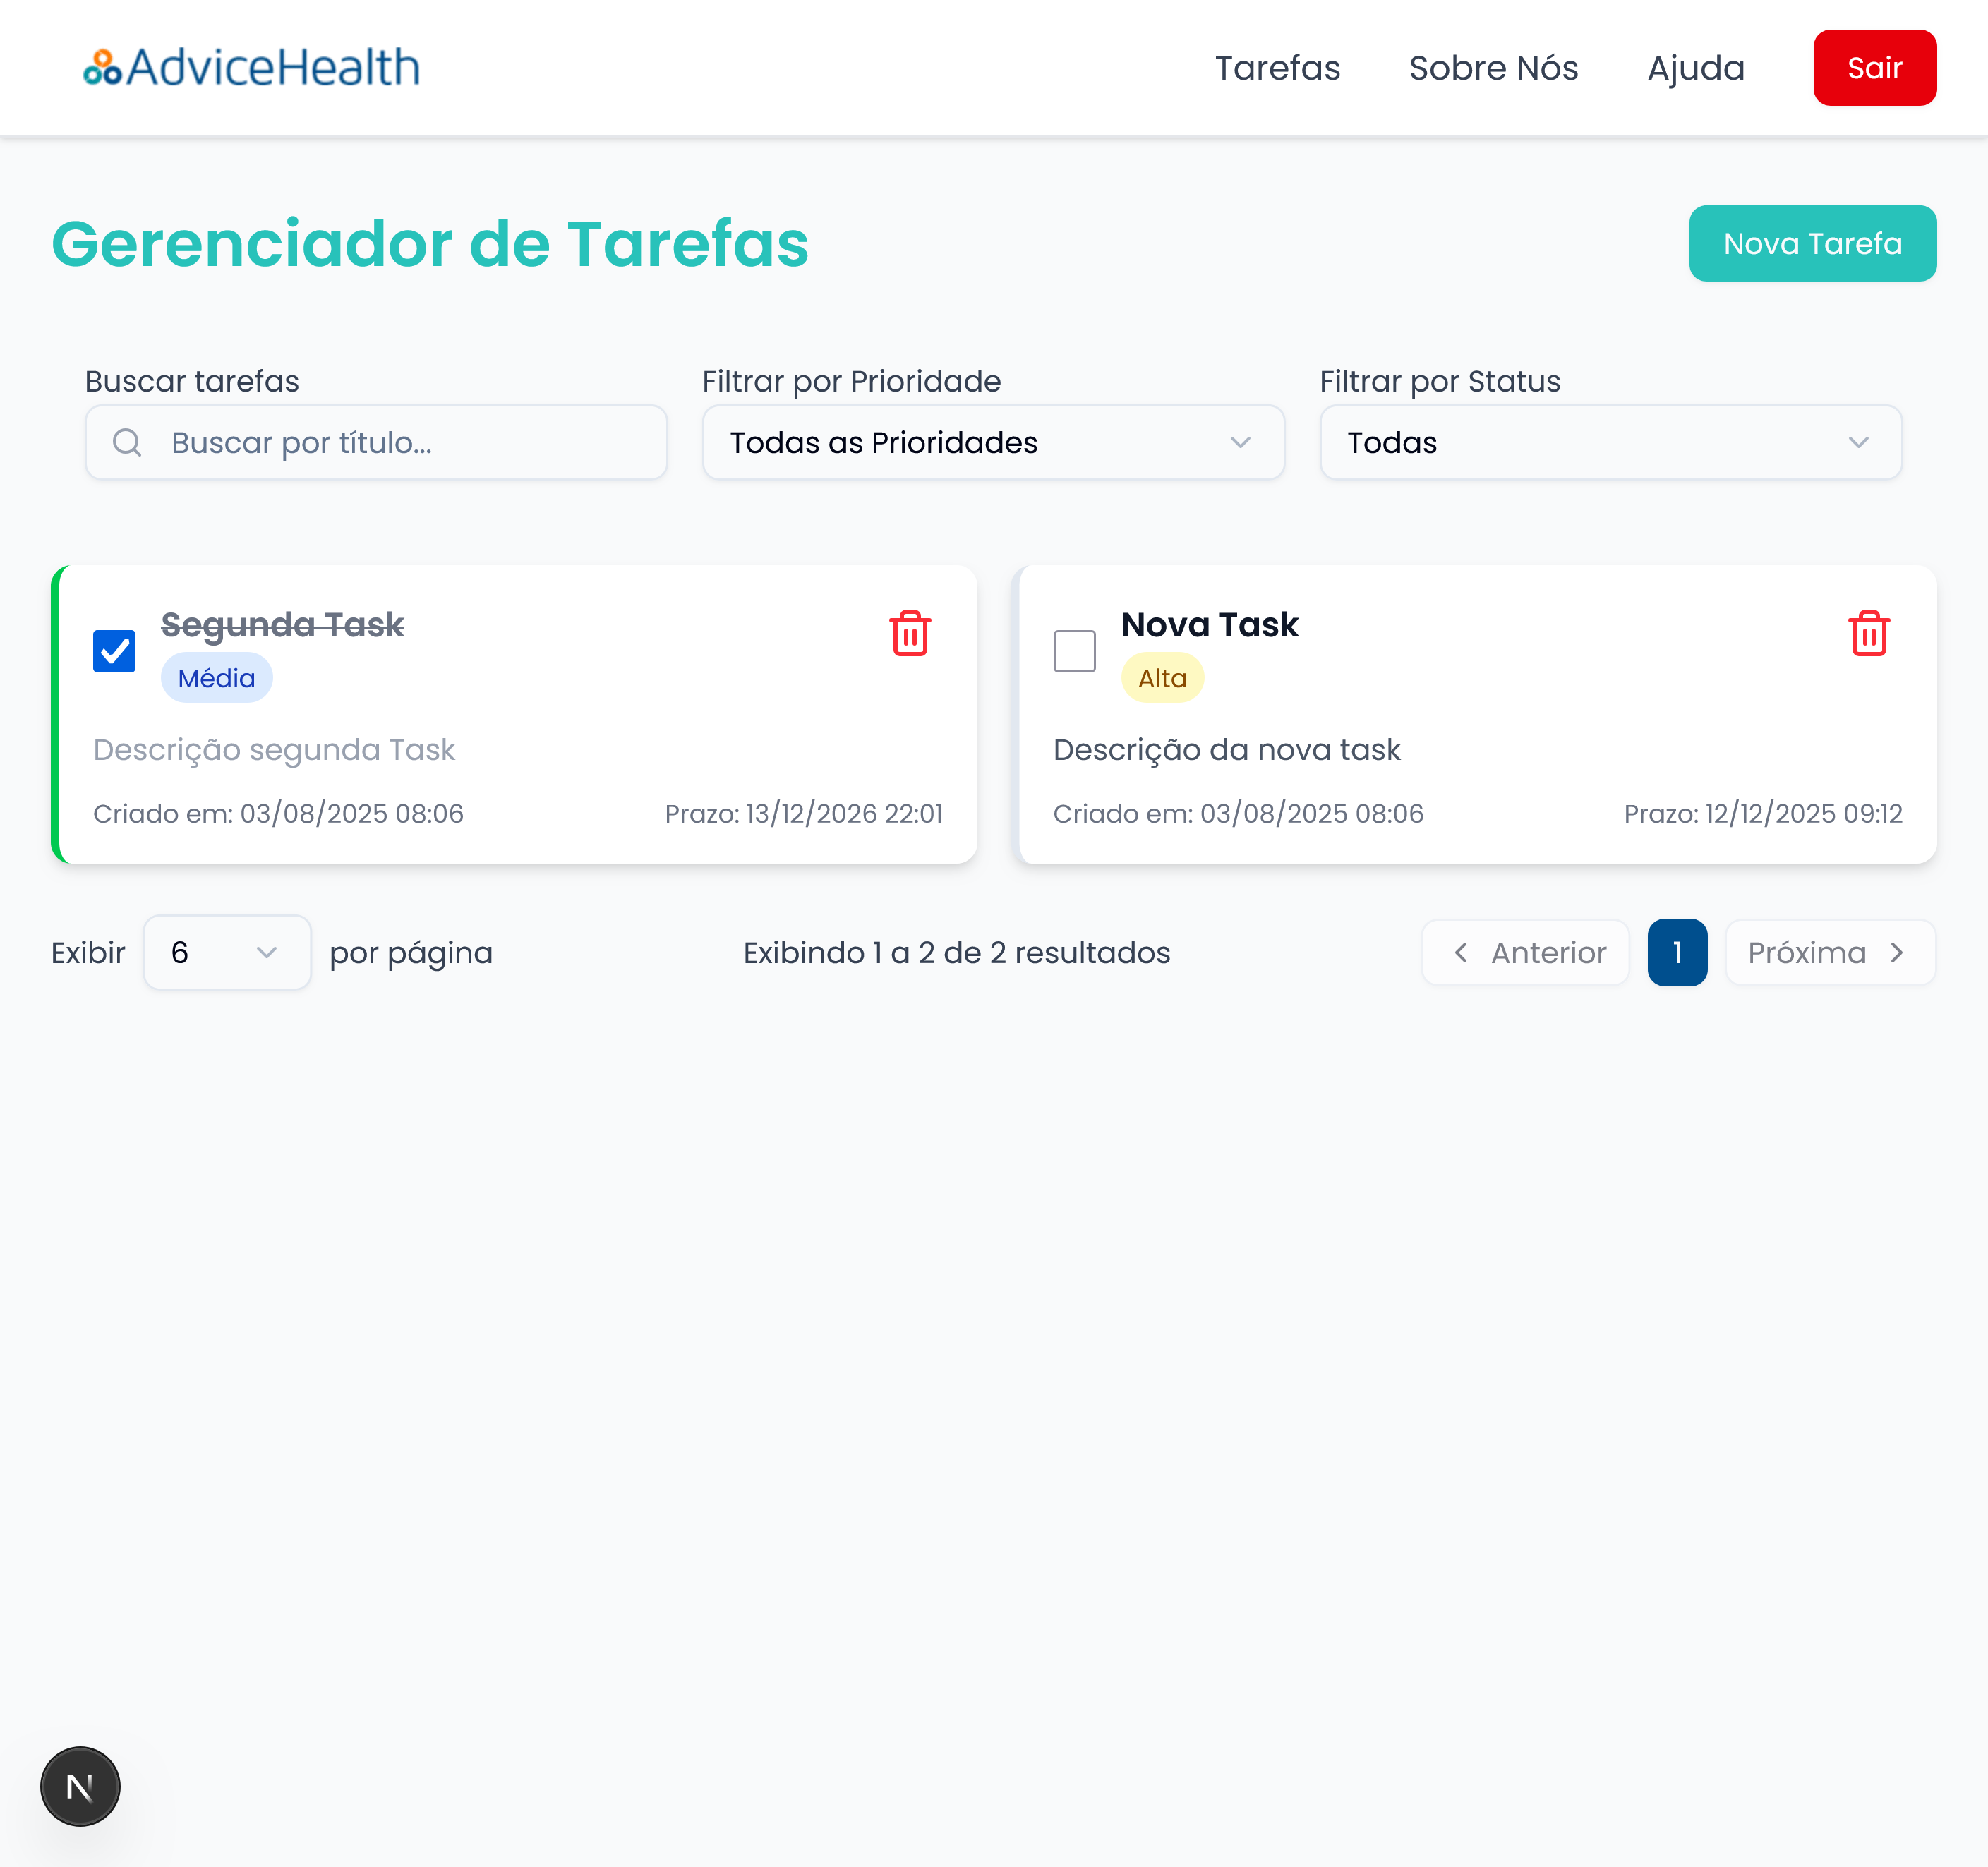 AdviceHealth
Tarefas Sobre Nós Ajuda Sair
Gerenciador de Tarefas
Nova Tarefa
Buscar tarefas
Buscar por título...
Filtrar por Prioridade
Todas as Prioridades
Filtrar por Status
Todas
Segunda Task
Média
Descrição segunda Task
Criado em: 03/08/2025 08:06 Prazo: 13/12/2026 22:01
Nova Task
Alta
Descrição da nova task
Criado em: 03/08/2025 08:06 Prazo: 12/12/2025 09:12
Exibir 6 por página
Exibindo 1 a 2 de 2 resultados
Anterior 1 Próxima
N